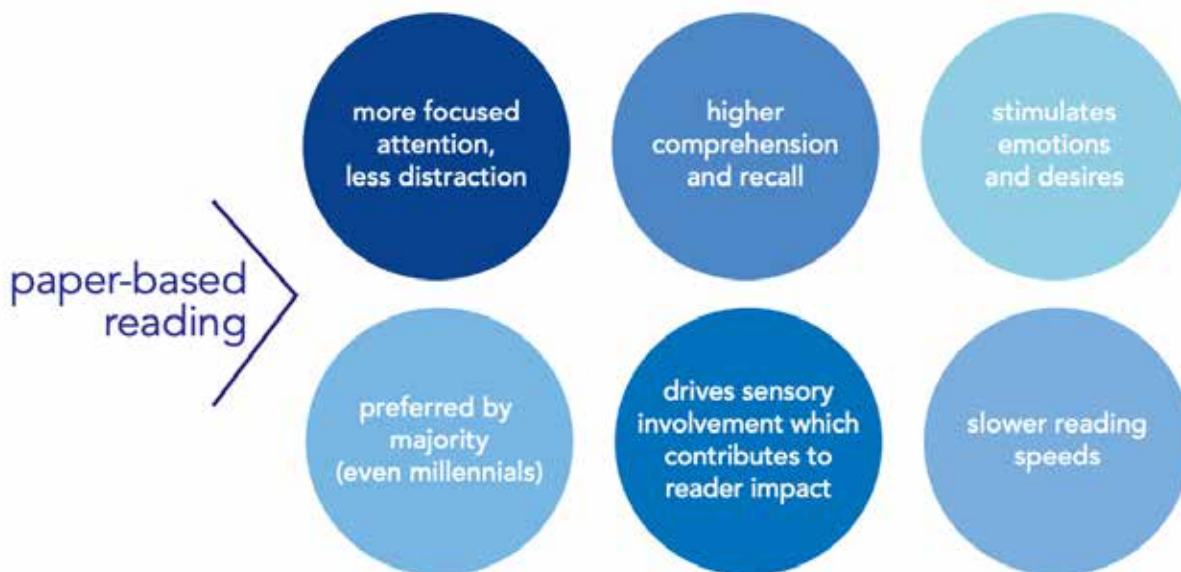 paper-based
reading
more focused
attention,
less distraction
higher
comprehension
and recall
stimulates
emotions
and desires
preferred by
majority
(even millennials)
drives sensory
involvement which
contributes to
reader impact
slower reading
speeds